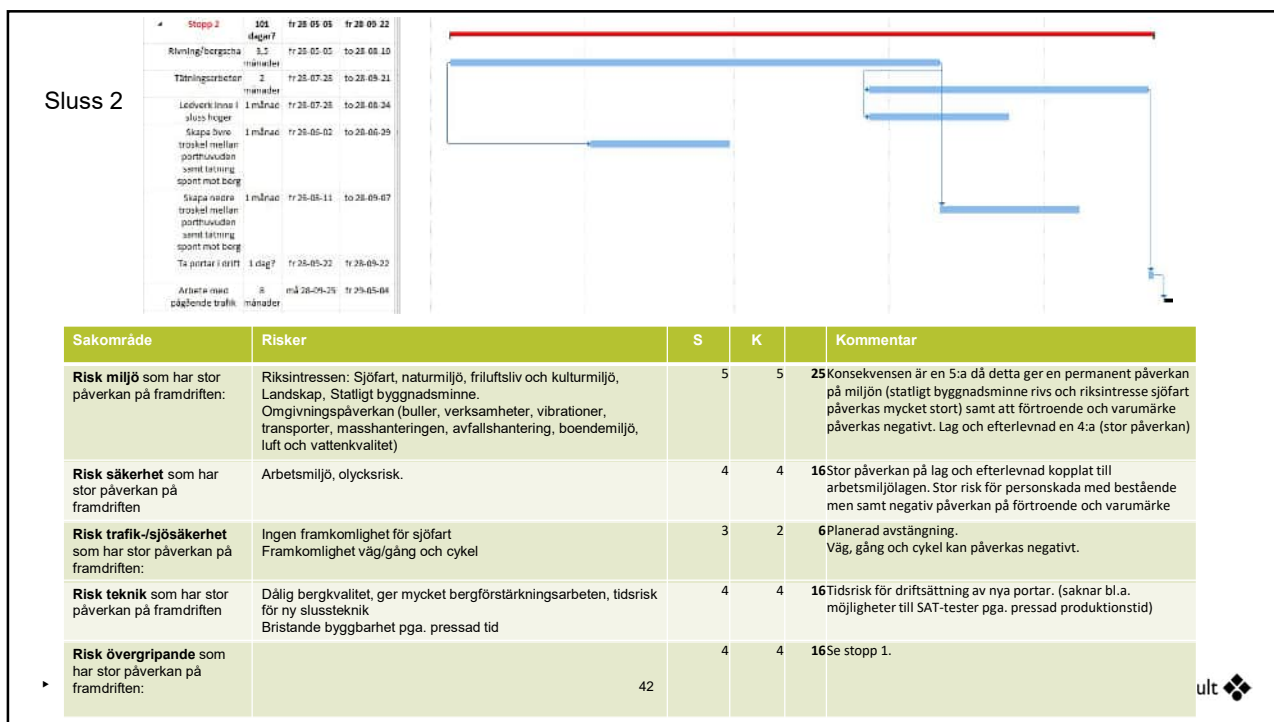 Sluss 2
Stopp 2 101 dagar? fr 28-05-05 fr 28-09-22
Rivning/bergscha 3,5 månader fr 28-05-05 to 28-08-10
Tätningsarbeten 2 månader fr 28-07-28 to 28-09-21
Ledverk inne i sluss höger 1 månad fr 28-07-28 to 28-08-24
Skapa övre tröskel mellan porthuvuden samt tätning spont mot berg 1 månad fr 28-06-02 to 28-06-29
Skapa nedre tröskel mellan porthuvuden samt tätning spont mot berg 1 månad fr 28-08-11 to 28-09-07
Ta portar i drift 1 dag? fr 28-09-22 fr 28-09-22
Arbete med pågående trafik 8 månader må 28-09-25 fr 29-05-04
Sakområde Risker S K Kommentar
Risk miljö som har stor påverkan på framdriften:
Riksintressen: Sjöfart, naturmiljö, friluftsliv och kulturmiljö,
Landskap, Statligt byggnadsminne.
Omgivningspåverkan (buller, verksamheter, vibrationer,
transporter, masshanteringen, avfallshantering, boendemiljö,
luft och vattenkvalitet)
5 5 25
Konsekvensen är en 5:a då detta ger en permanent påverkan
på miljön (statligt byggnadsminne rivs och riksintresse sjöfart
påverkas mycket stort) samt att förtroende och varumärke
påverkas negativt. Lag och efterlevnad en 4:a (stor påverkan)
Risk säkerhet som har
stor påverkan på
framdriften
Arbetsmiljö, olycksrisk.
4 4 16
Stor påverkan på lag och efterlevnad kopplat till
arbetsmiljölagen. Stor risk för personskada med bestående
men samt negativ påverkan på förtroende och varumärke
Risk trafik-/sjösäkerhet
som har stor påverkan på
framdriften:
Ingen framkomlighet för sjöfart
Framkomlighet väg/gång och cykel
3 2 6
Planerad avstängning.
Väg, gång och cykel kan påverkas negativt.
Risk teknik som har stor
påverkan på framdriften
Dålig bergkvalitet, ger mycket bergförstärkningsarbeten, tidsrisk
för ny slussteknik
Bristande byggbarhet pga. pressad tid
4 4 16
Tidsrisk för driftsättning av nya portar. (saknar bl.a.
möjligheter till SAT-tester pga. pressad produktionstid)
Risk övergripande som
har stor påverkan på
framdriften:
4 4 16
Se stopp 1.
42
ult